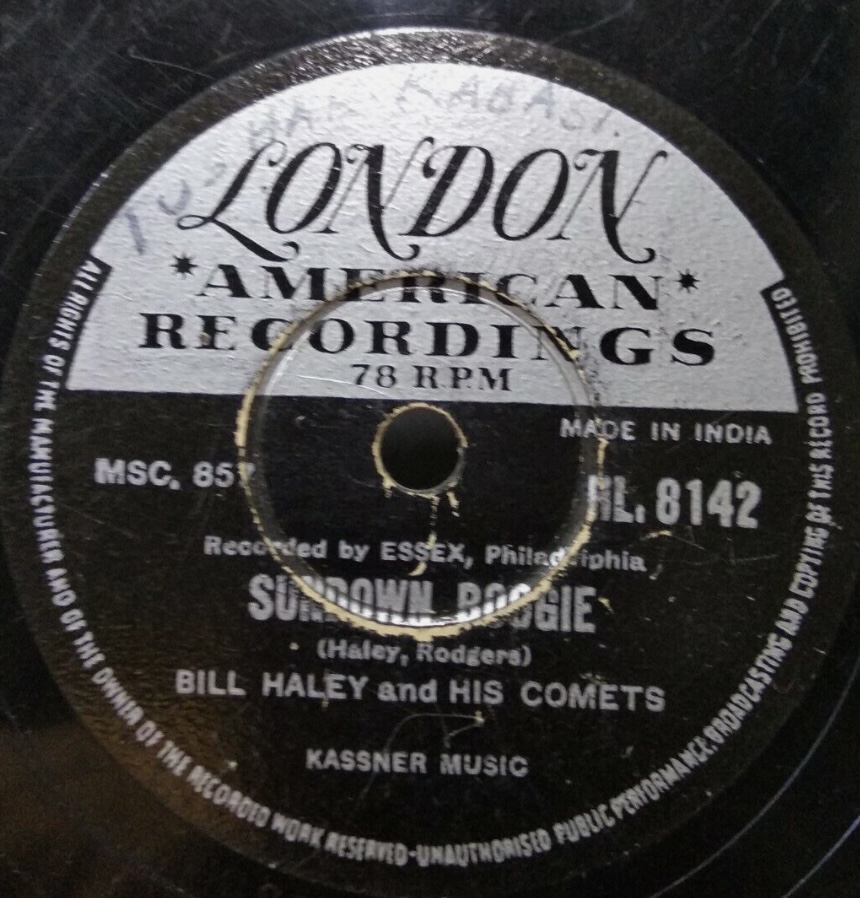 LONDON
*AMERICAN*
RECORDINGS
78 RPM
MADE IN INDIA
MSC. 857
HL. 8142
Recorded by ESSEX, Philadelphia
SUNDOWN BOOGIE
(Haley, Rodgers)
BILL HALEY and HIS COMETS
KASSNER MUSIC
ALL RIGHTS OF THE MANUFACTURER AND OF THE OWNER OF THE RECORDED WORK RESERVED-UNAUTHORISED PUBLIC PERFORMANCE, BROADCASTING AND COPYING OF THIS RECORD PROHIBITED